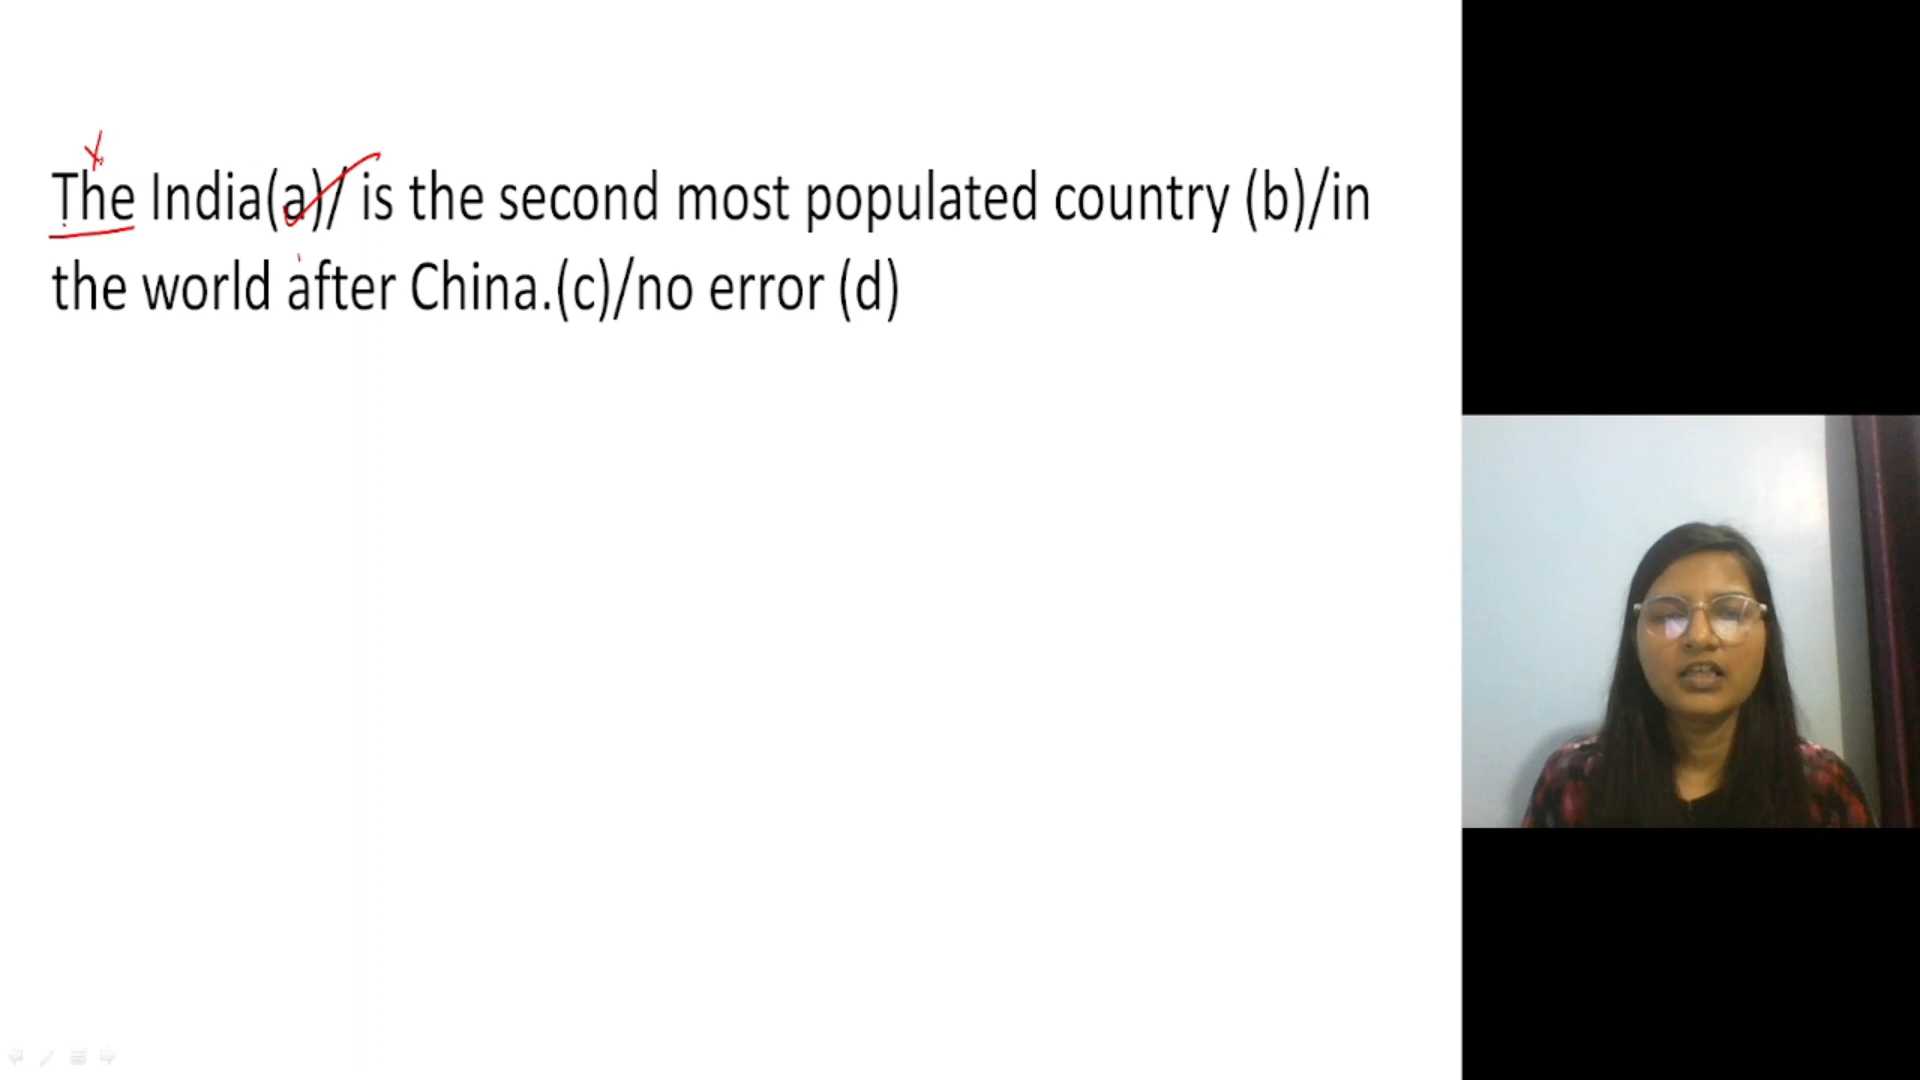 The India(a)/ is the second most populated country (b)/in
the world after China.(c)/no error (d)